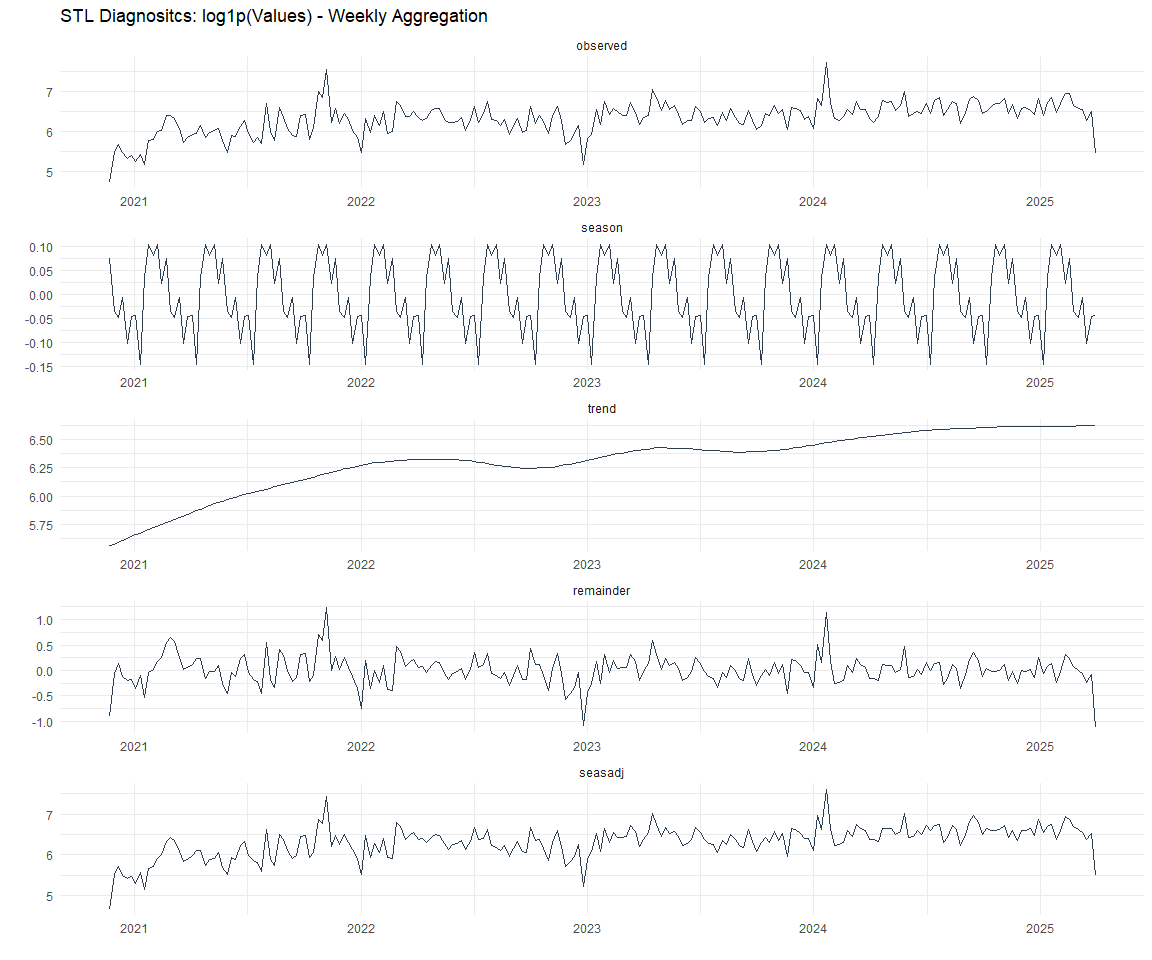 STL Diagnositcs: log1p(Values) - Weekly Aggregation
observed
7
6
5
2021 2022 2023 2024 2025
season
0.10
0.05
0.00
-0.05
-0.10
-0.15
2021 2022 2023 2024 2025
trend
6.50
6.25
6.00
5.75
2021 2022 2023 2024 2025
remainder
1.0
0.5
0.0
-0.5
-1.0
2021 2022 2023 2024 2025
seasadj
7
6
5
2021 2022 2023 2024 2025